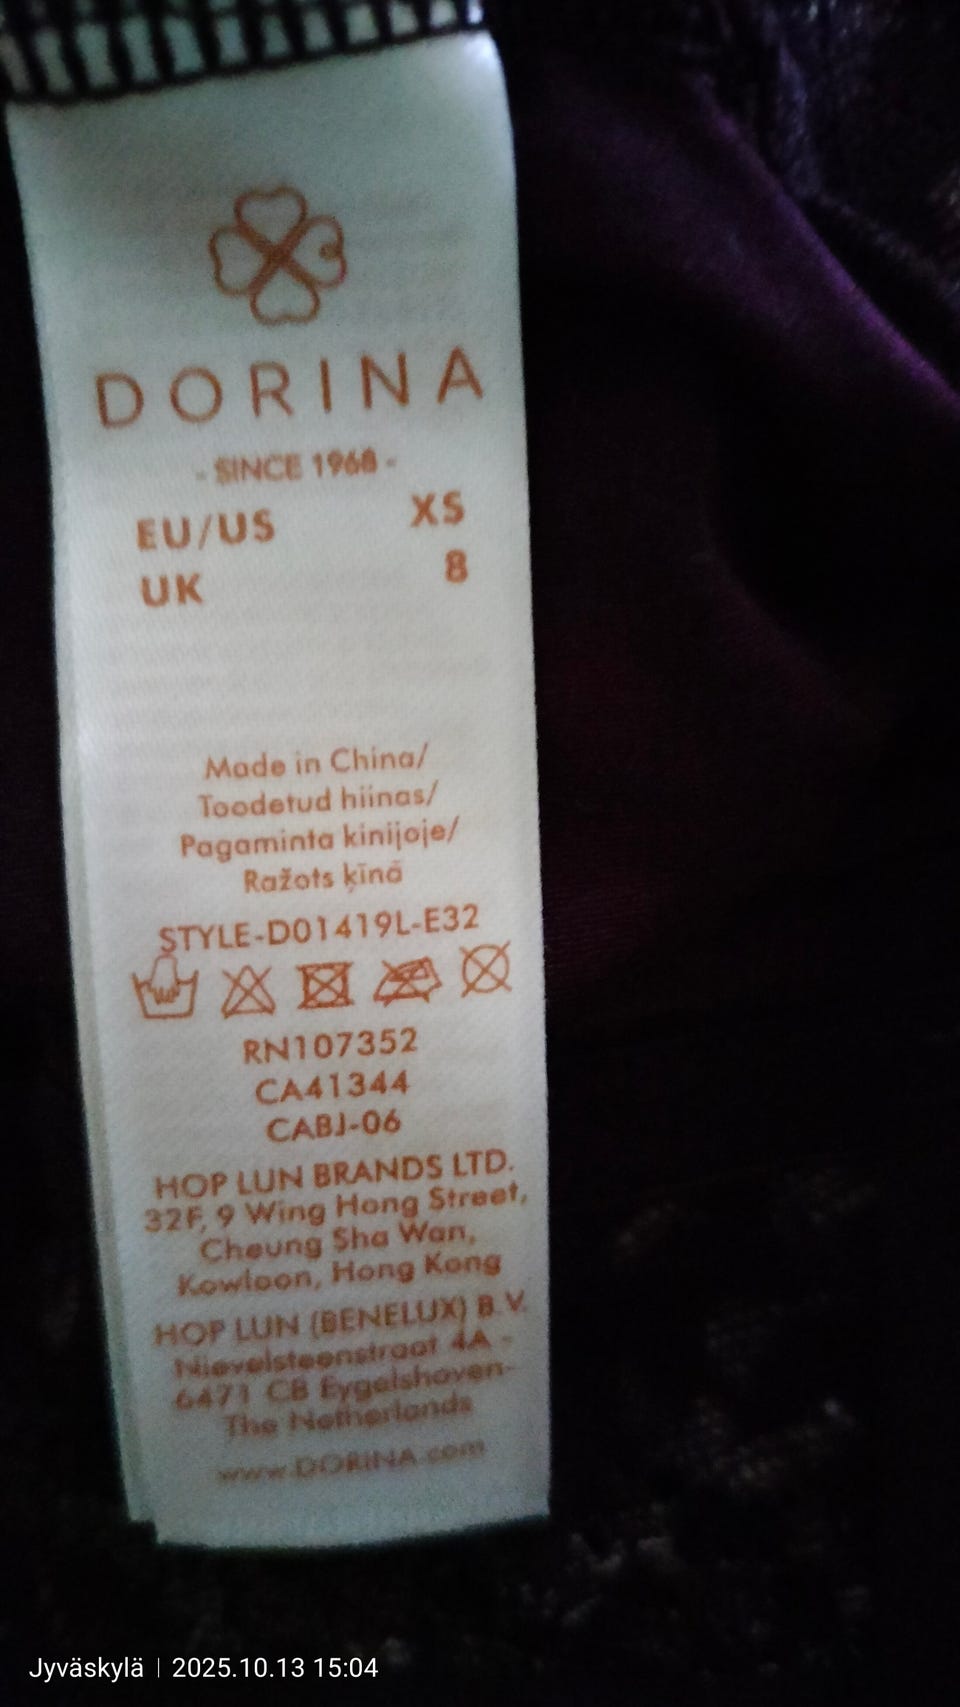 DORINA
- SINCE 1968 -
EU/US XS
UK 8
Made in China/
Toodetud hiinas/
Pagaminta kinijoje/
Ražots ķīnā
STYLE-D01419L-E32
RN107352
CA41344
CABJ-06
HOP LUN BRANDS LTD.
32F, 9 Wing Hong Street,
Cheung Sha Wan,
Kowloon, Hong Kong
HOP LUN (BENELUX) B.V.
Nievelsteenstraat 4A -
6471 CB Eygelshoven-
The Netherlands
www.DORINA.com
Jyväskylä | 2025.10.13 15:04